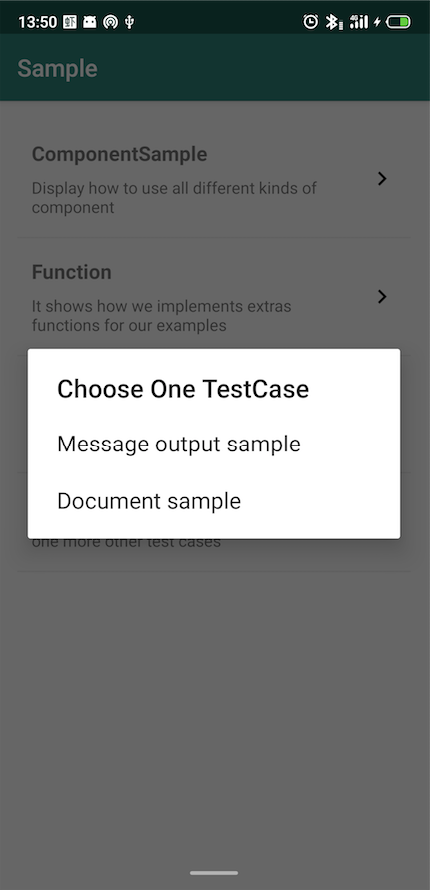 13:50
Sample
ComponentSample
Display how to use all different kinds of
component
Function
It shows how we implements extras
functions for our examples
Choose One TestCase
Message output sample
Document sample
one more other test cases